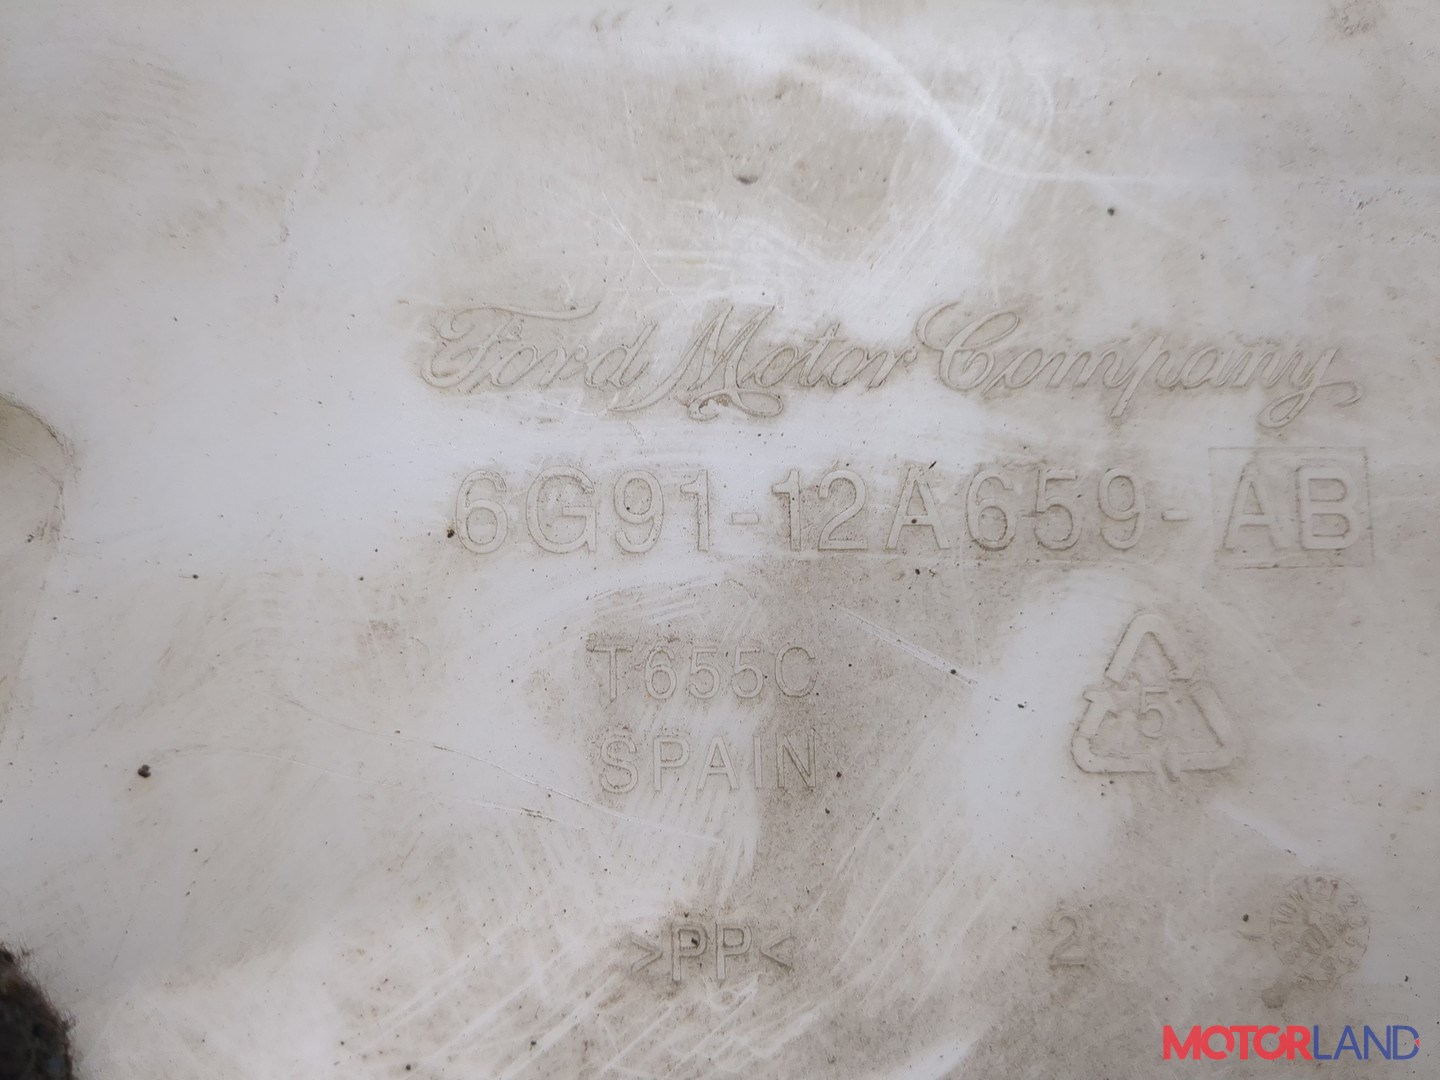 Ford Motor Company
6G91-12A659-AB
T655C
5
SPAIN
>PP<
2
MOTORLAND